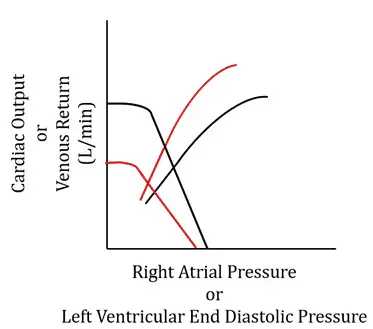 Cardiac Output
or
Venous Return
(L/min)
Right Atrial Pressure
or
Left Ventricular End Diastolic Pressure